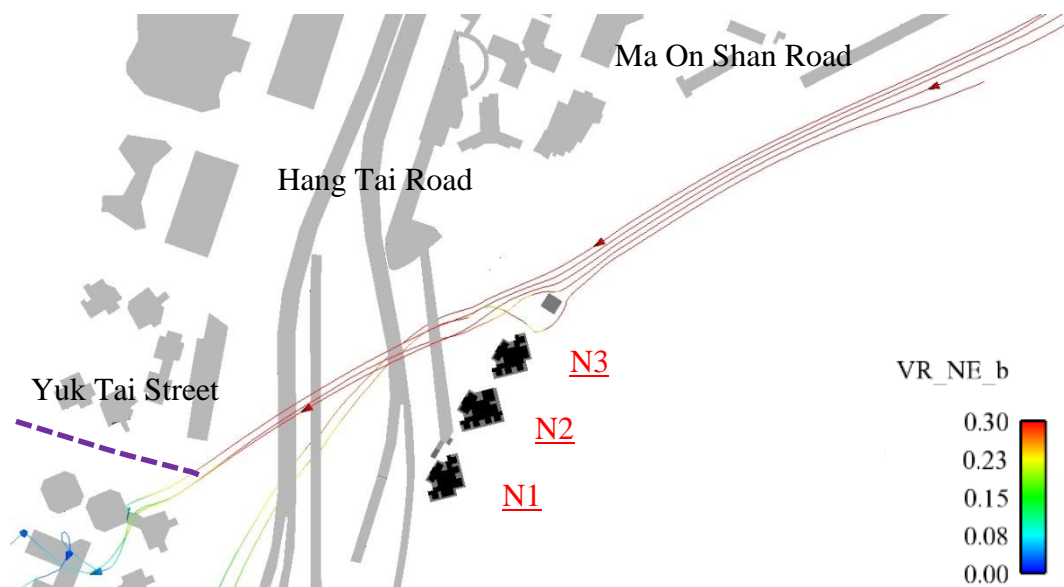 Ma On Shan Road
Hang Tai Road
N3
VR_NE_b
Yuk Tai Street
N2
0.30
0.23
N1
0.15
0.08
0.00